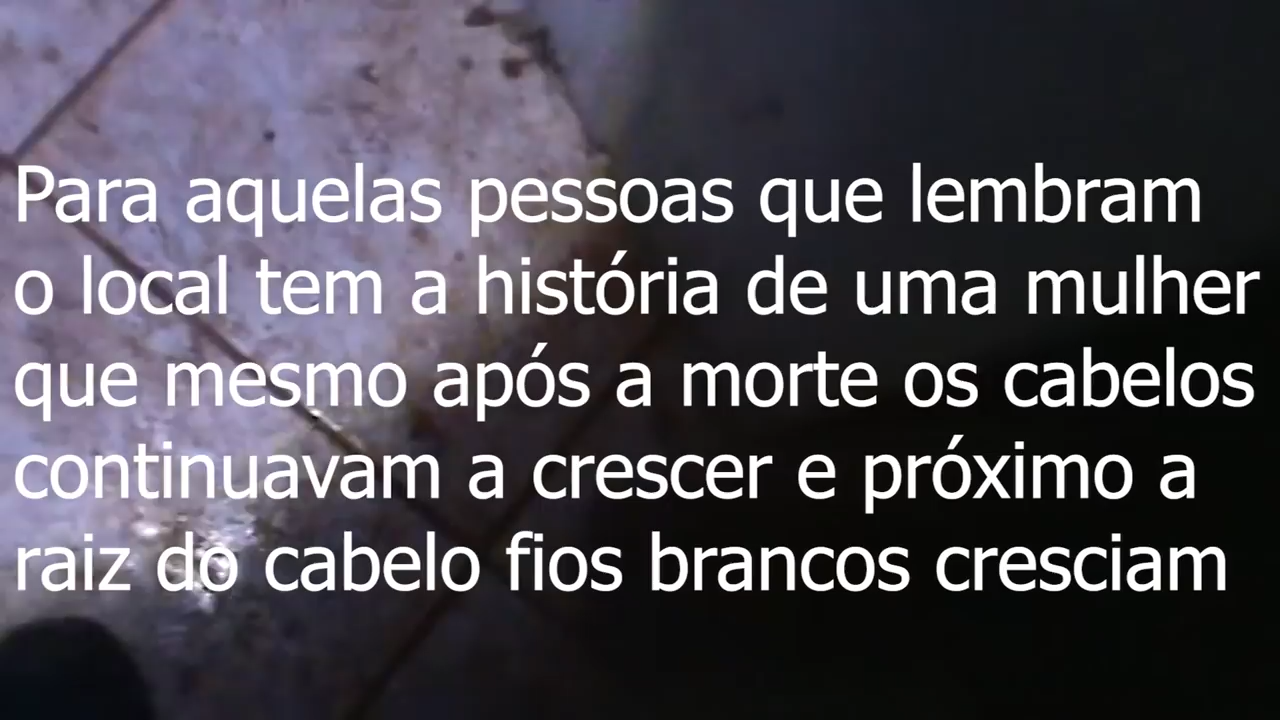 Para aquelas pessoas que lembram
o local tem a história de uma mulher
que mesmo após a morte os cabelos
continuavam a crescer e próximo a
raiz do cabelo fios brancos cresciam